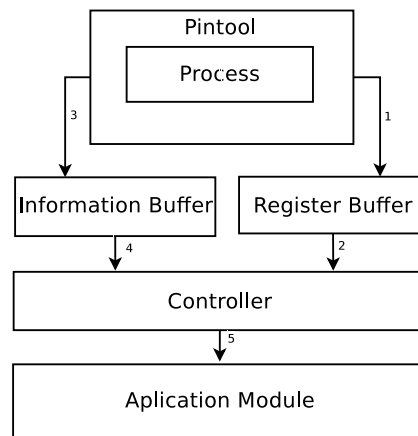 Pintool
Process
3
1
Information Buffer
Register Buffer
4
2
Controller
5
Aplication Module